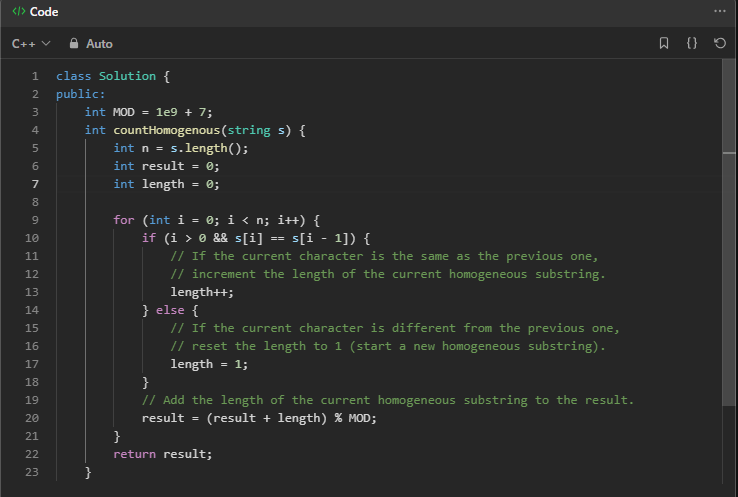 </> Code ...
C++ Auto {}
1 class Solution {
2 public:
3     int MOD = 1e9 + 7;
4     int countHomogenous(string s) {
5         int n = s.length();
6         int result = 0;
7         int length = 0;
8
9         for (int i = 0; i < n; i++) {
10             if (i > 0 && s[i] == s[i - 1]) {
11                 // If the current character is the same as the previous one,
12                 // increment the length of the current homogeneous substring.
13                 length++;
14             } else {
15                 // If the current character is different from the previous one,
16                 // reset the length to 1 (start a new homogeneous substring).
17                 length = 1;
18             }
19             // Add the length of the current homogeneous substring to the result.
20             result = (result + length) % MOD;
21         }
22         return result;
23     }